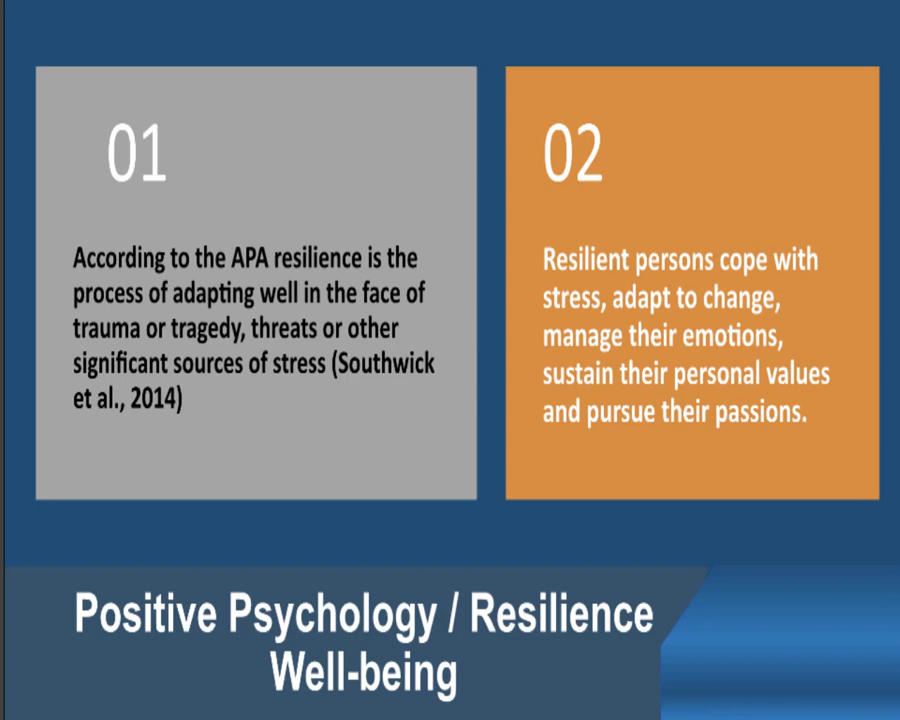 01
According to the APA resilience is the
process of adapting well in the face of
trauma or tragedy, threats or other
significant sources of stress (Southwick
et al., 2014)
02
Resilient persons cope with
stress, adapt to change,
manage their emotions,
sustain their personal values
and pursue their passions.
Positive Psychology / Resilience
Well-being